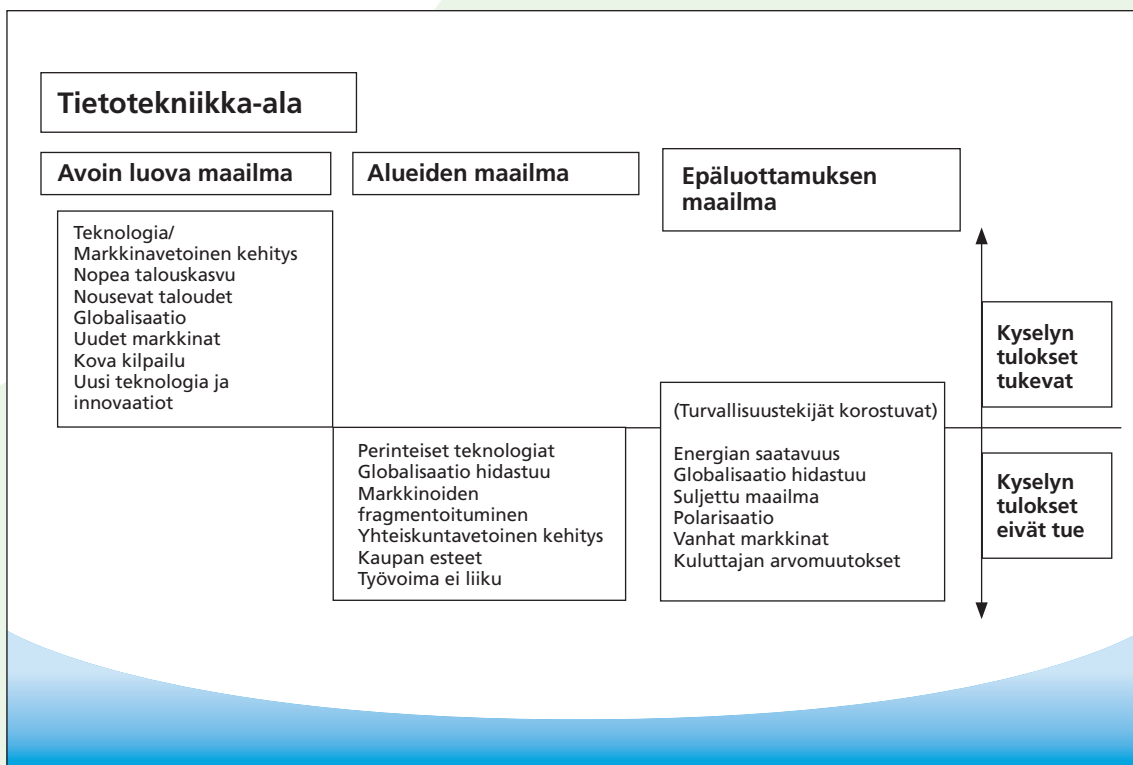 Tietotekniikka-ala
Avoin luova maailma
Teknologia/
Markkinavetoinen kehitys
Nopea talouskasvu
Nousevat taloudet
Globalisaatio
Uudet markkinat
Kova kilpailu
Uusi teknologia ja
innovaatiot
Alueiden maailma
Perinteiset teknologiat
Globalisaatio hidastuu
Markkinoiden
fragmentoituminen
Yhteiskuntavetoinen kehitys
Kaupan esteet
Työvoima ei liiku
Epäluottamuksen
maailma
(Turvallisuustekijät korostuvat)
Energian saatavuus
Globalisaatio hidastuu
Suljettu maailma
Polarisaatio
Vanhat markkinat
Kuluttajan arvomuutokset
Kyselyn
tulokset
tukevat
Kyselyn
tulokset
eivät tue